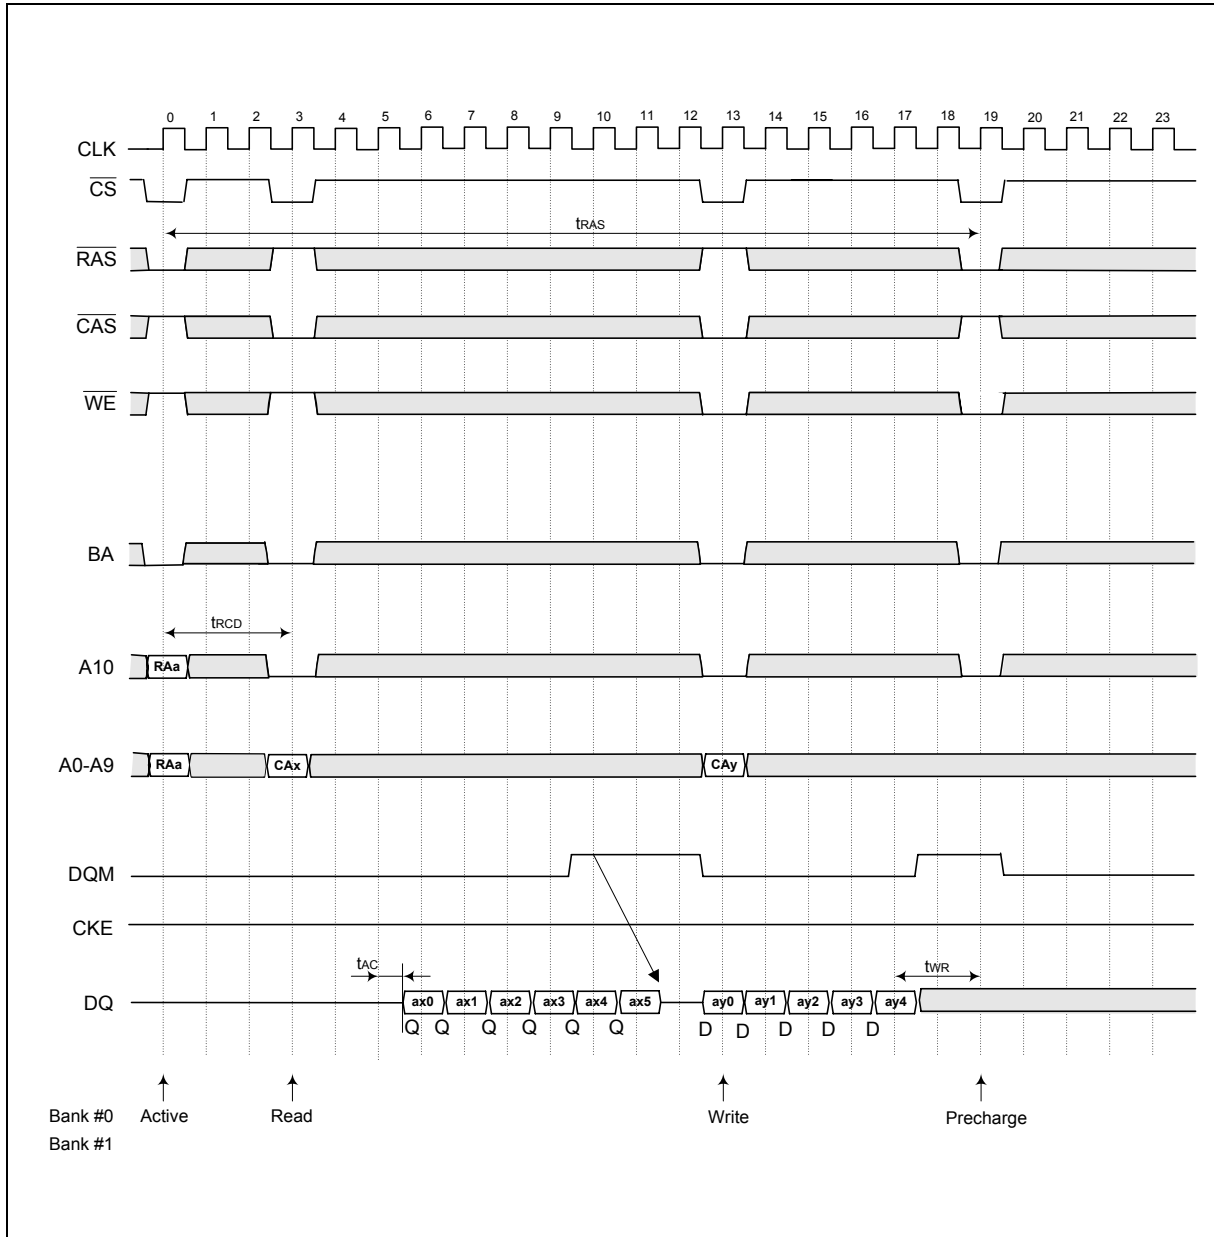 0 1 2 3 4 5 6 7 8 9 10 11 12 13 14 15 16 17 18 19 20 21 22 23
CLK
CS
tRAS
RAS
CAS
WE
BA
tRCD
A10 RAa
A0-A9 RAa CAx CAy
DQM
CKE
tAC tWR
DQ ax0 ax1 ax2 ax3 ax4 ax5 ay0 ay1 ay2 ay3 ay4
Q Q Q Q Q Q D D D D D
Bank #0 Active Read Write Precharge
Bank #1